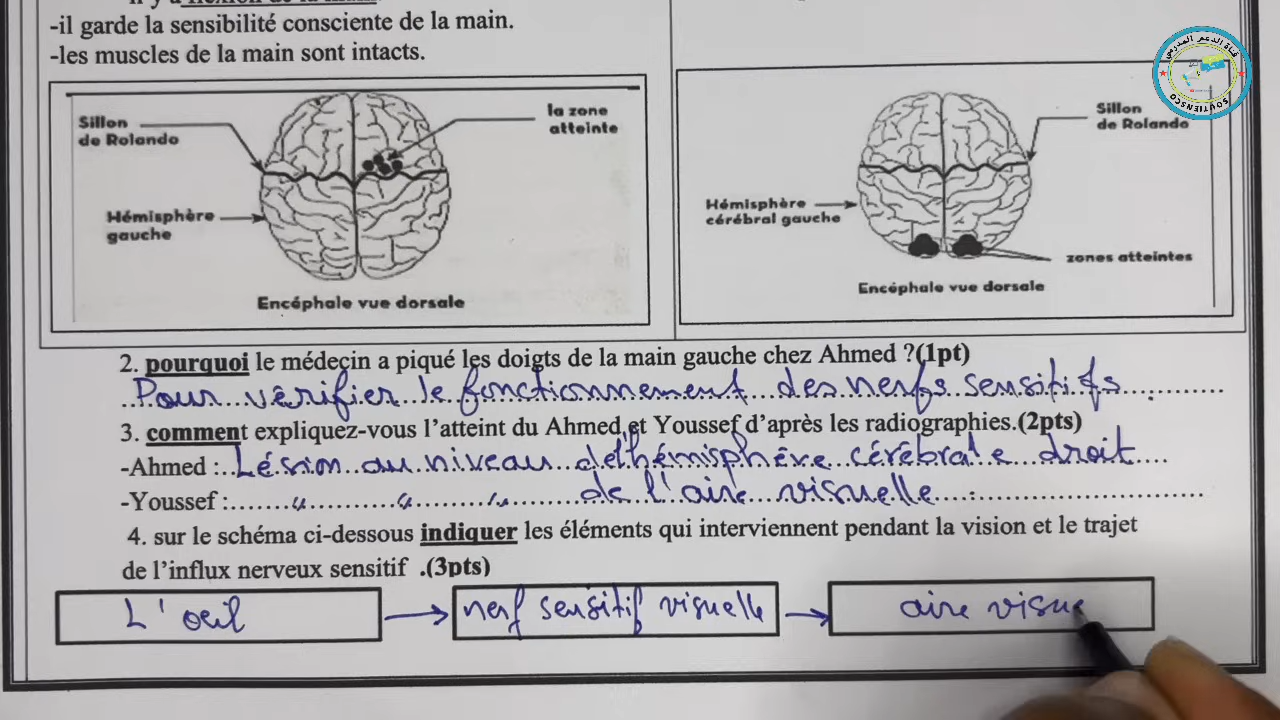 -il garde la sensibilité consciente de la main.
-les muscles de la main sont intacts.
Sillon de Rolando
la zone atteinte
Hémisphère gauche
Encéphale vue dorsale
Sillon de Rolando
Hémisphère cérébral gauche
zones atteintes
Encéphale vue dorsale
قناة الدعم المدرسي
SOUTIENSCO
2. pourquoi le médecin a piqué les doigts de la main gauche chez Ahmed ?(1pt)
Pour vérifier le fonctionnement des nerfs sensitifs.
3. comment expliquez-vous l'atteint du Ahmed et Youssef d'après les radiographies.(2pts)
-Ahmed : Lésion au niveau de l'hémisphère cérébrale droit
-Youssef : " " " de l'aire visuelle
4. sur le schéma ci-dessous indiquer les éléments qui interviennent pendant la vision et le trajet
de l'influx nerveux sensitif .(3pts)
L'oeil → nerf sensitif visuelle → aire visue